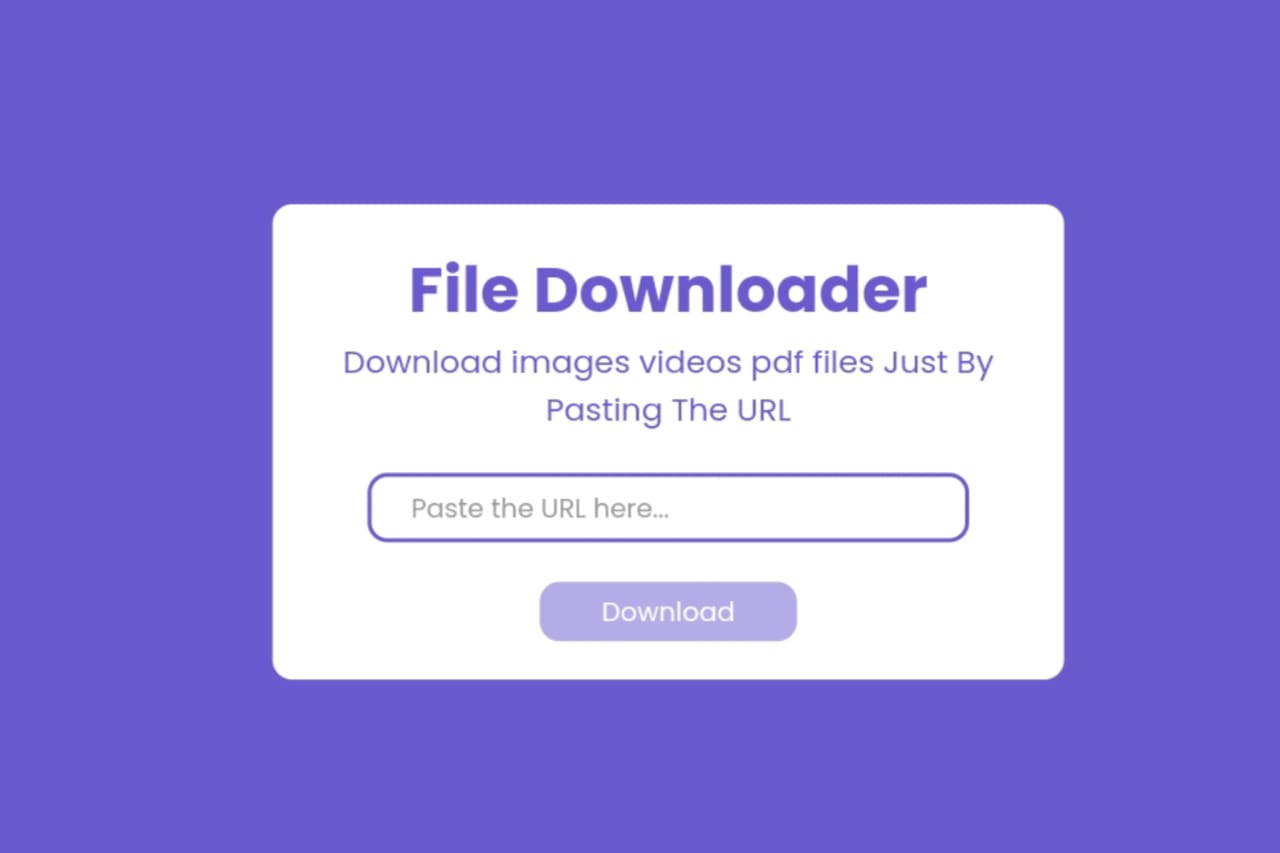 File Downloader
Download images videos pdf files Just By
Pasting The URL
Paste the URL here...
Download